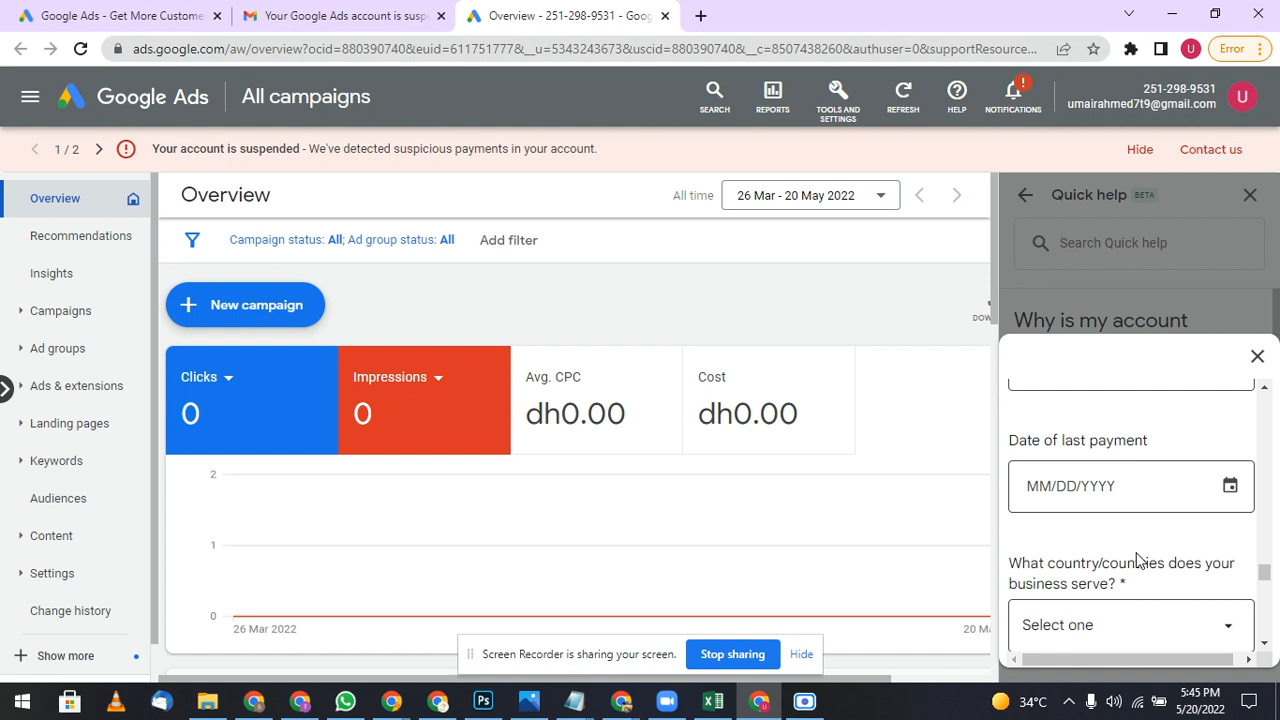 Google Ads - Get More Custome
Your Google Ads account is susp
Overview - 251-298-9531 - Goog
ads.google.com/aw/overview?ocid=880390740&euid=611751777&__u=5343243673&uscid=880390740&__c=8507438260&authuser=0&supportResource...
U
Error
Google Ads
All campaigns
SEARCH
REPORTS
TOOLS AND SETTINGS
REFRESH
HELP
NOTIFICATIONS
251-298-9531
umairahmed7t9@gmail.com
U
1 / 2
Your account is suspended - We've detected suspicious payments in your account.
Hide
Contact us
Overview
Recommendations
Insights
Campaigns
Ad groups
Ads & extensions
Landing pages
Keywords
Audiences
Content
Settings
Change history
Show more
Overview
All time
26 Mar - 20 May 2022
Campaign status: All; Ad group status: All
Add filter
New campaign
DOW
Clicks
0
Impressions
0
Avg. CPC
dh0.00
Cost
dh0.00
2
1
0
26 Mar 2022
20 Ma
Quick help BETA
Search Quick help
Why is my account
Date of last payment
MM/DD/YYYY
What country/countries does your
business serve? *
Select one
Screen Recorder is sharing your screen.
Stop sharing
Hide
Ps
34°C
5:45 PM
5/20/2022